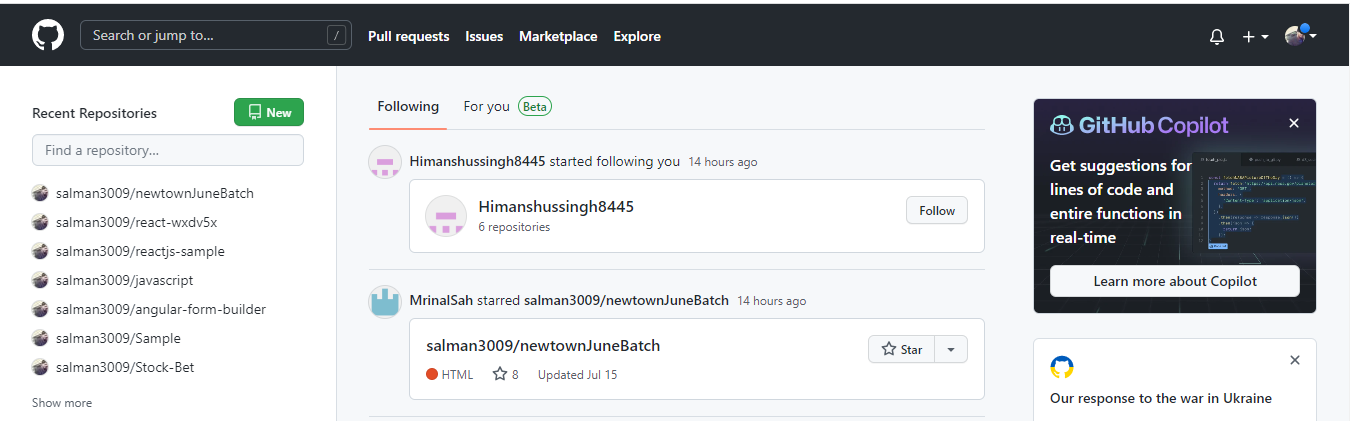 Search or jump to... /
Pull requests
Issues
Marketplace
Explore
Recent Repositories
New
Find a repository...
salman3009/newtownJuneBatch
salman3009/react-wxdv5x
salman3009/reactjs-sample
salman3009/javascript
salman3009/angular-form-builder
salman3009/Sample
salman3009/Stock-Bet
Show more
Following
For you Beta
Himanshussingh8445 started following you 14 hours ago
Himanshussingh8445
6 repositories
Follow
MrinalSah starred salman3009/newtownJuneBatch 14 hours ago
salman3009/newtownJuneBatch
Star
HTML 8 Updated Jul 15
GitHub Copilot
Get suggestions for
lines of code and
entire functions in
real-time
Learn more about Copilot
Our response to the war in Ukraine